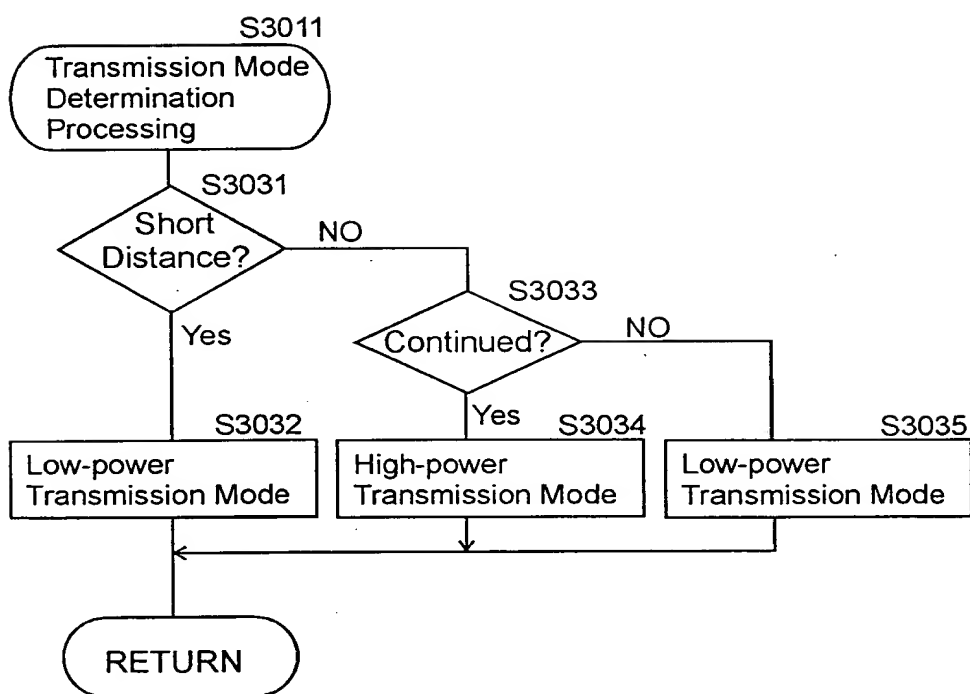 S3011
Transmission Mode
Determination
Processing
S3031
Short
Distance?
NO
Yes
S3033
Continued?
NO
Yes
S3032
Low-power
Transmission Mode
S3034
High-power
Transmission Mode
S3035
Low-power
Transmission Mode
RETURN